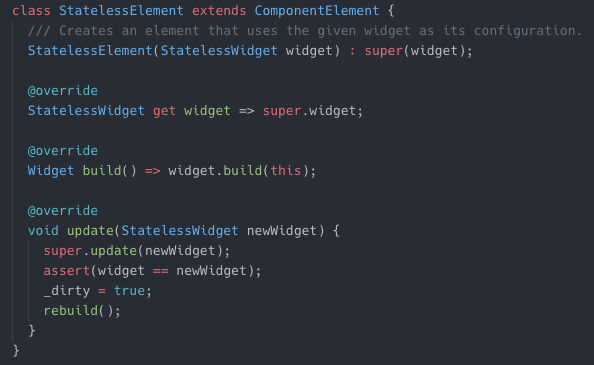 class StatelessElement extends ComponentElement {
  /// Creates an element that uses the given widget as its configuration.
  StatelessElement(StatelessWidget widget) : super(widget);

  @override
  StatelessWidget get widget => super.widget;

  @override
  Widget build() => widget.build(this);

  @override
  void update(StatelessWidget newWidget) {
    super.update(newWidget);
    assert(widget == newWidget);
    _dirty = true;
    rebuild();
  }
}